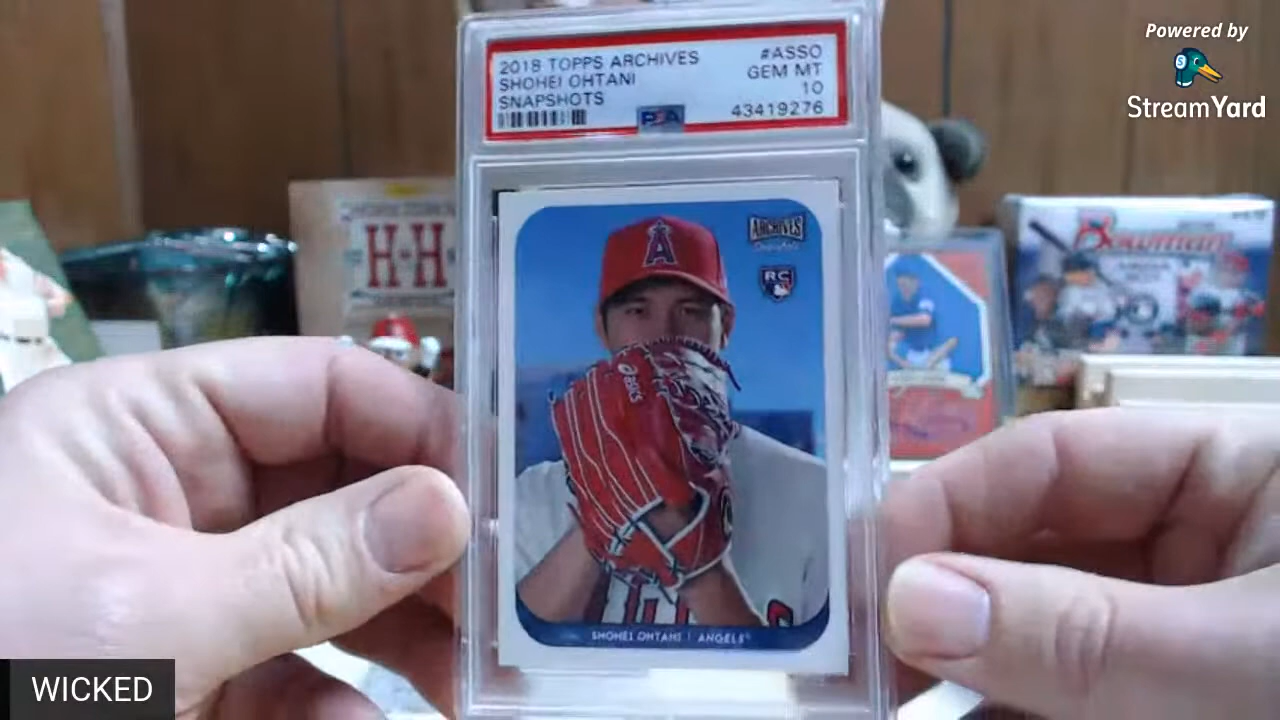 Powered by
StreamYard
2018 TOPPS ARCHIVES #ASSO
SHOHEI OHTANI GEM MT
SNAPSHOTS 10
PSA 43419276
ARCHIVES
RC
A
H-H
Bowman
asics
SHOHEI OHTANI | ANGELS
WICKED